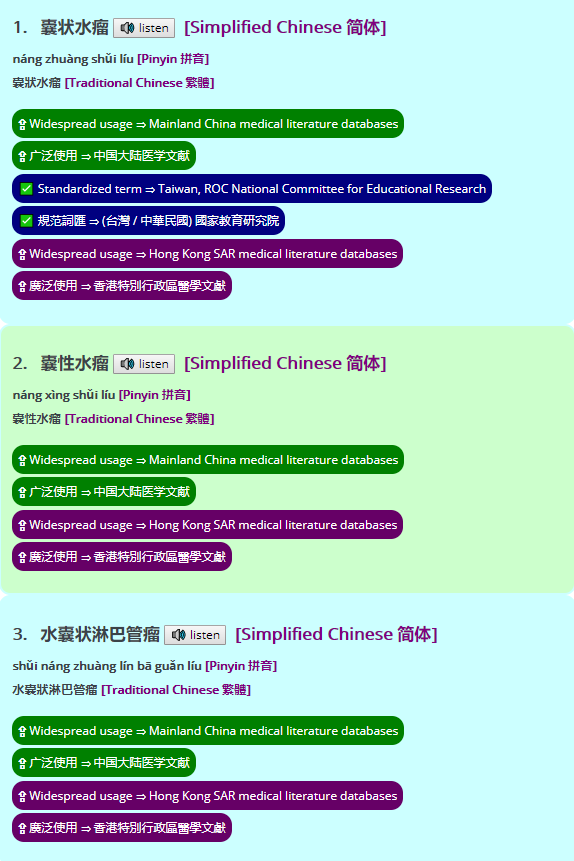 1. 囊状水瘤 listen [Simplified Chinese 简体]
náng zhuàng shuǐ líu [Pinyin 拼音]
囊狀水瘤 [Traditional Chinese 繁體]
⇪ Widespread usage ⇒ Mainland China medical literature databases
⇪ 广泛使用 ⇒ 中国大陆医学文献
✅ Standardized term ⇒ Taiwan, ROC National Committee for Educational Research
✅ 規范詞匯 ⇒ (台灣 / 中華民國) 國家教育研究院
⇪ Widespread usage ⇒ Hong Kong SAR medical literature databases
⇪ 廣泛使用 ⇒ 香港特別行政區醫學文獻
2. 囊性水瘤 listen [Simplified Chinese 简体]
náng xìng shuǐ líu [Pinyin 拼音]
囊性水瘤 [Traditional Chinese 繁體]
⇪ Widespread usage ⇒ Mainland China medical literature databases
⇪ 广泛使用 ⇒ 中国大陆医学文献
⇪ Widespread usage ⇒ Hong Kong SAR medical literature databases
⇪ 廣泛使用 ⇒ 香港特別行政區醫學文獻
3. 水囊状淋巴管瘤 listen [Simplified Chinese 简体]
shuǐ náng zhuàng lín bā guǎn líu [Pinyin 拼音]
水囊狀淋巴管瘤 [Traditional Chinese 繁體]
⇪ Widespread usage ⇒ Mainland China medical literature databases
⇪ 广泛使用 ⇒ 中国大陆医学文献
⇪ Widespread usage ⇒ Hong Kong SAR medical literature databases
⇪ 廣泛使用 ⇒ 香港特別行政區醫學文獻